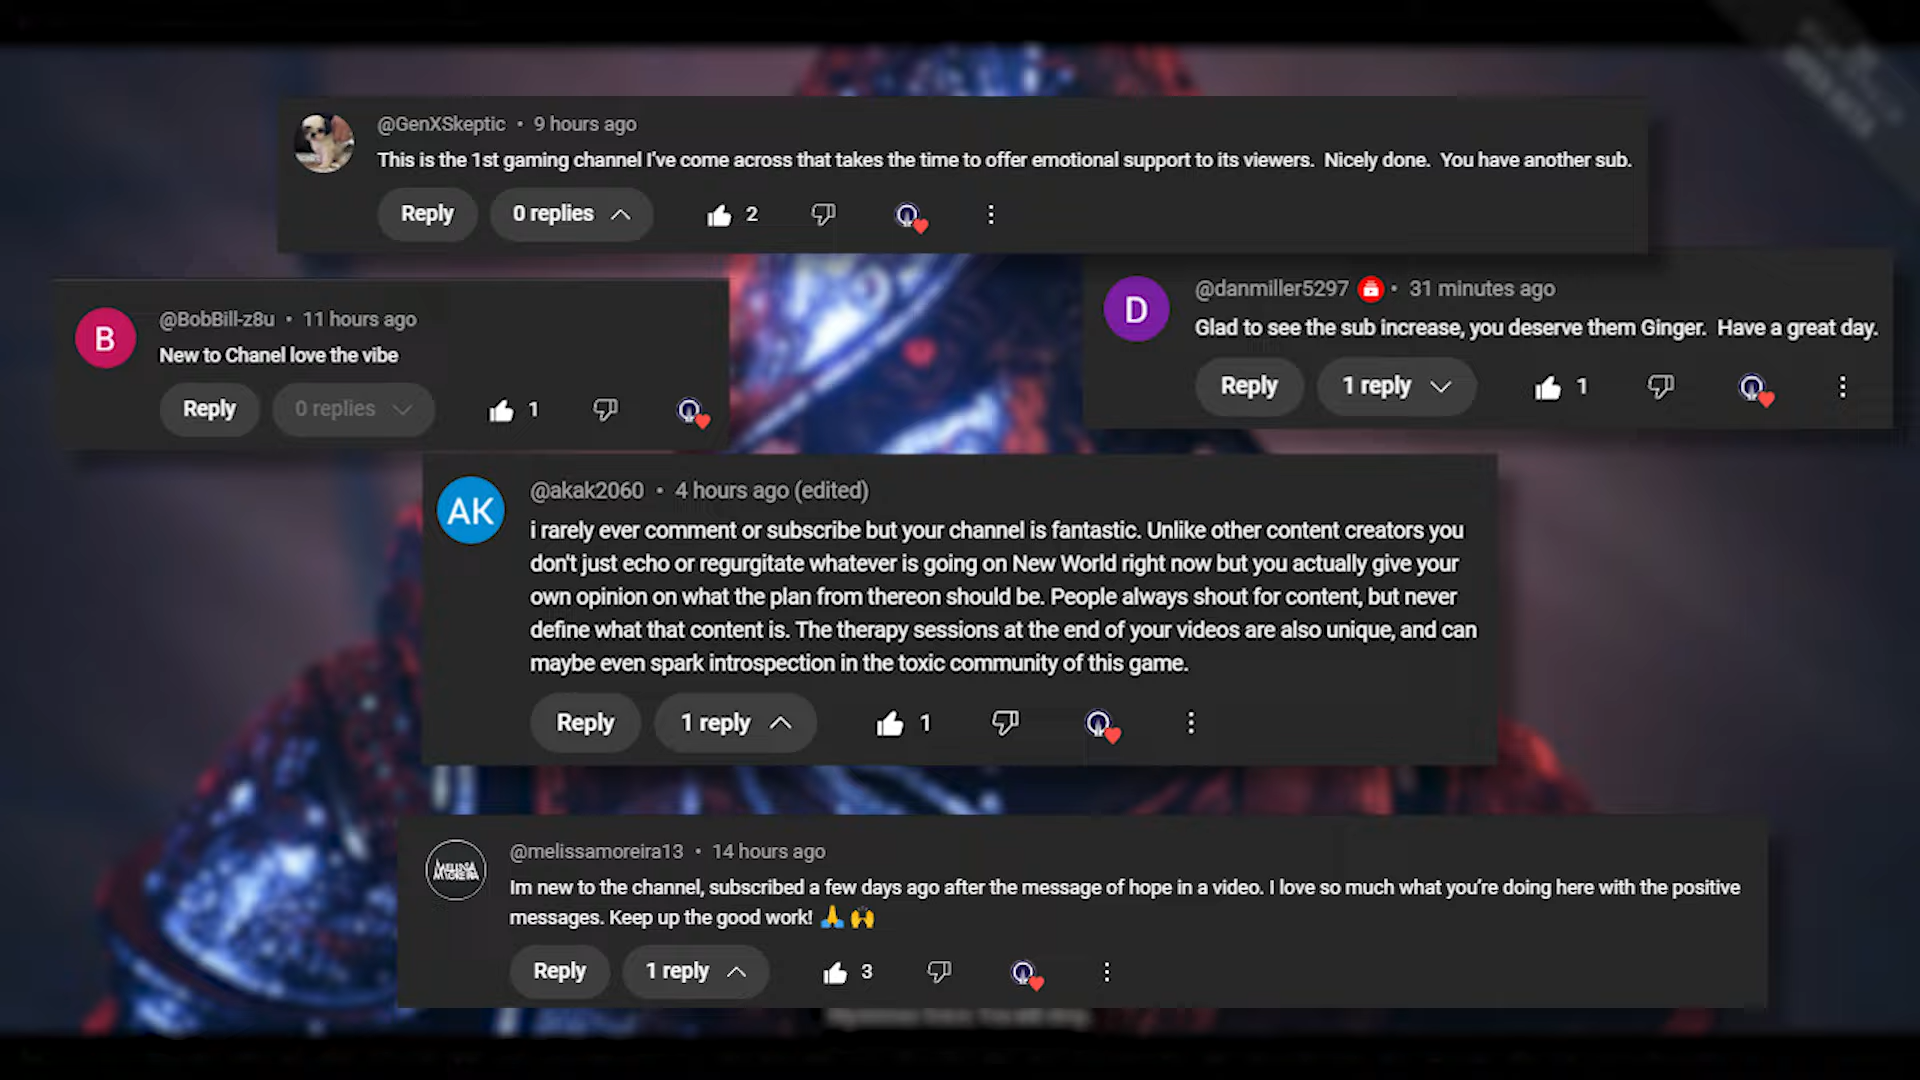 @GenXSkeptic • 9 hours ago
This is the 1st gaming channel I've come across that takes the time to offer emotional support to its viewers. Nicely done. You have another sub.
Reply 0 replies 2
@danmiller5297 • 31 minutes ago
D
Glad to see the sub increase, you deserve them Ginger. Have a great day.
Reply 1 reply 1
@BobBill-z8u • 11 hours ago
B
New to Chanel love the vibe
Reply 0 replies 1
@akak2060 • 4 hours ago (edited)
AK
i rarely ever comment or subscribe but your channel is fantastic. Unlike other content creators you
don't just echo or regurgitate whatever is going on New World right now but you actually give your
own opinion on what the plan from thereon should be. People always shout for content, but never
define what that content is. The therapy sessions at the end of your videos are also unique, and can
maybe even spark introspection in the toxic community of this game.
Reply 1 reply 1
@melissamoreira13 • 14 hours ago
MELISSA
MOREIRA
Im new to the channel, subscribed a few days ago after the message of hope in a video. I love so much what you're doing here with the positive
messages. Keep up the good work! 🙏 🙌
Reply 1 reply 3